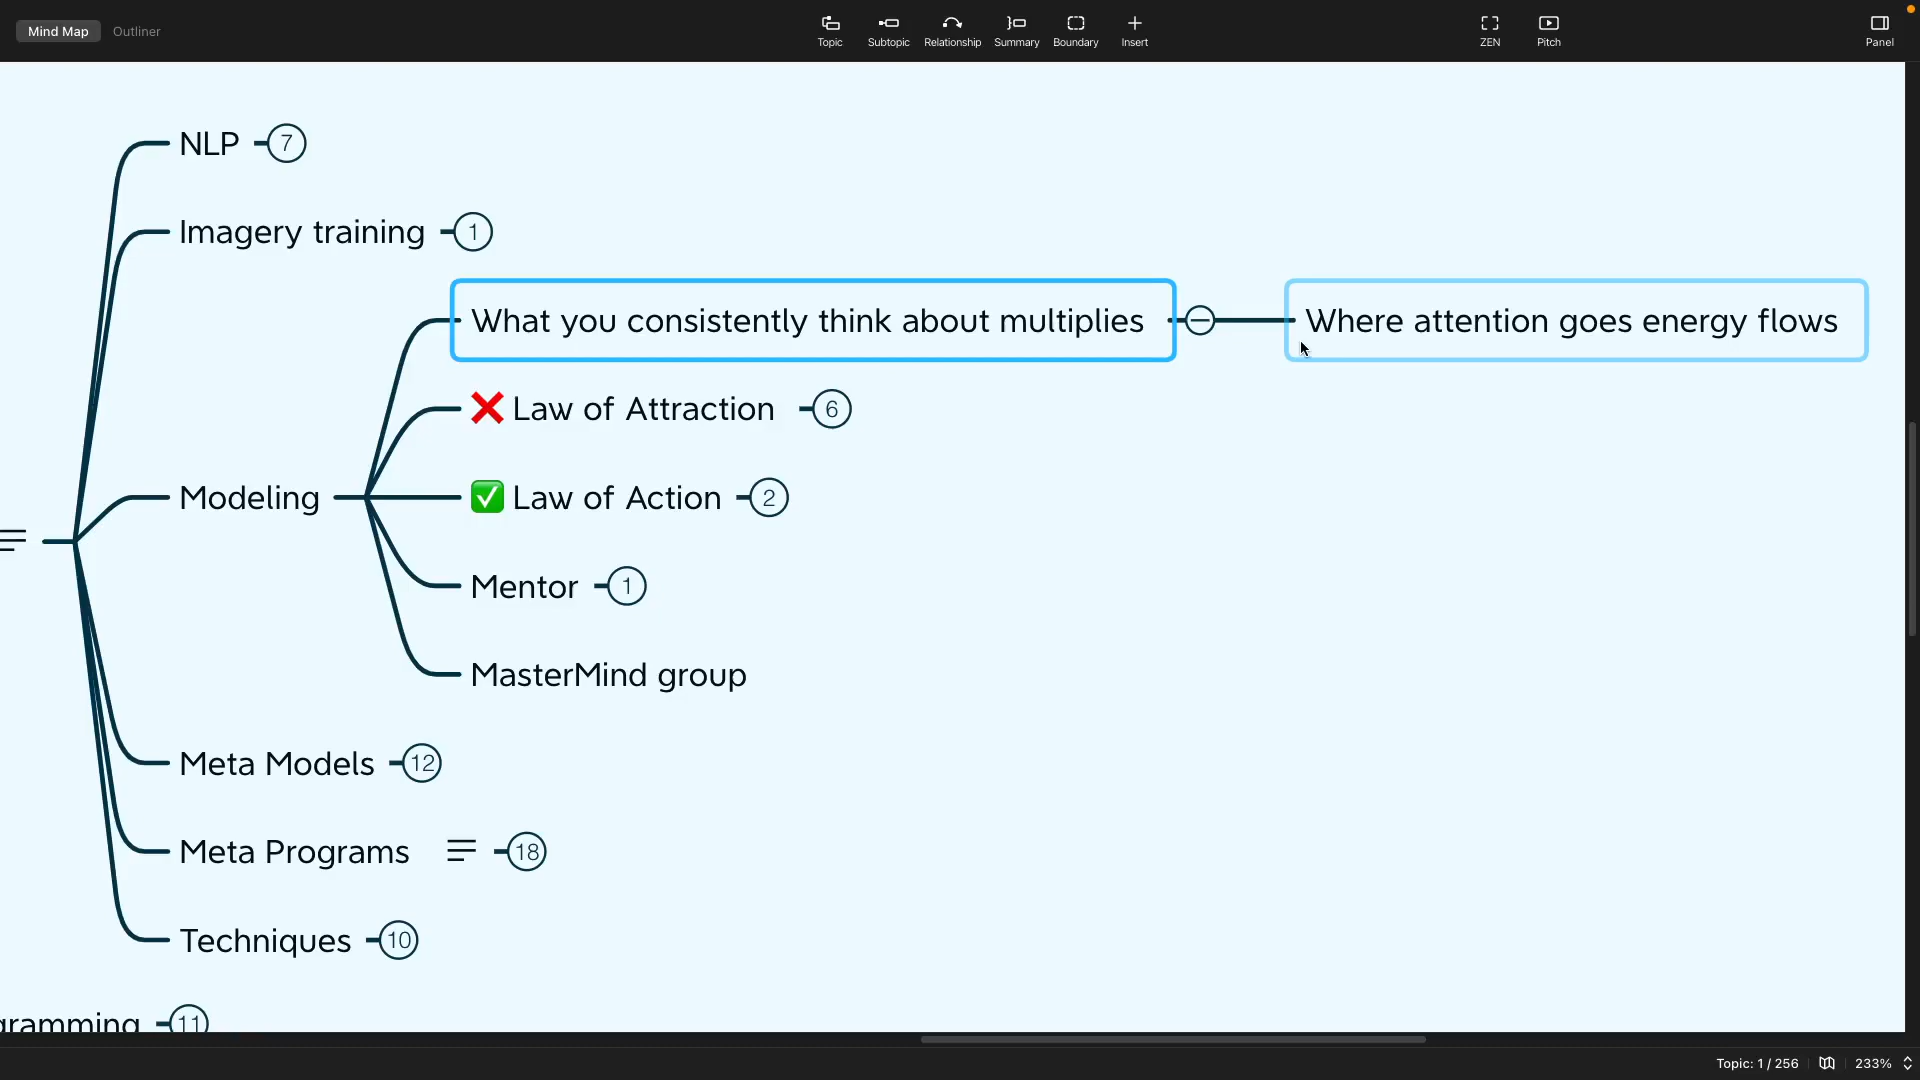 Mind Map
Outliner
Topic
Subtopic
Relationship
Summary
Boundary
Insert
ZEN
Pitch
Panel
NLP 7
Imagery training 1
What you consistently think about multiplies
Where attention goes energy flows
❌ Law of Attraction 6
Modeling
✅ Law of Action 2
Mentor 1
MasterMind group
Meta Models 12
Meta Programs 18
Techniques 10
gramming 11
Topic: 1 / 256
233%